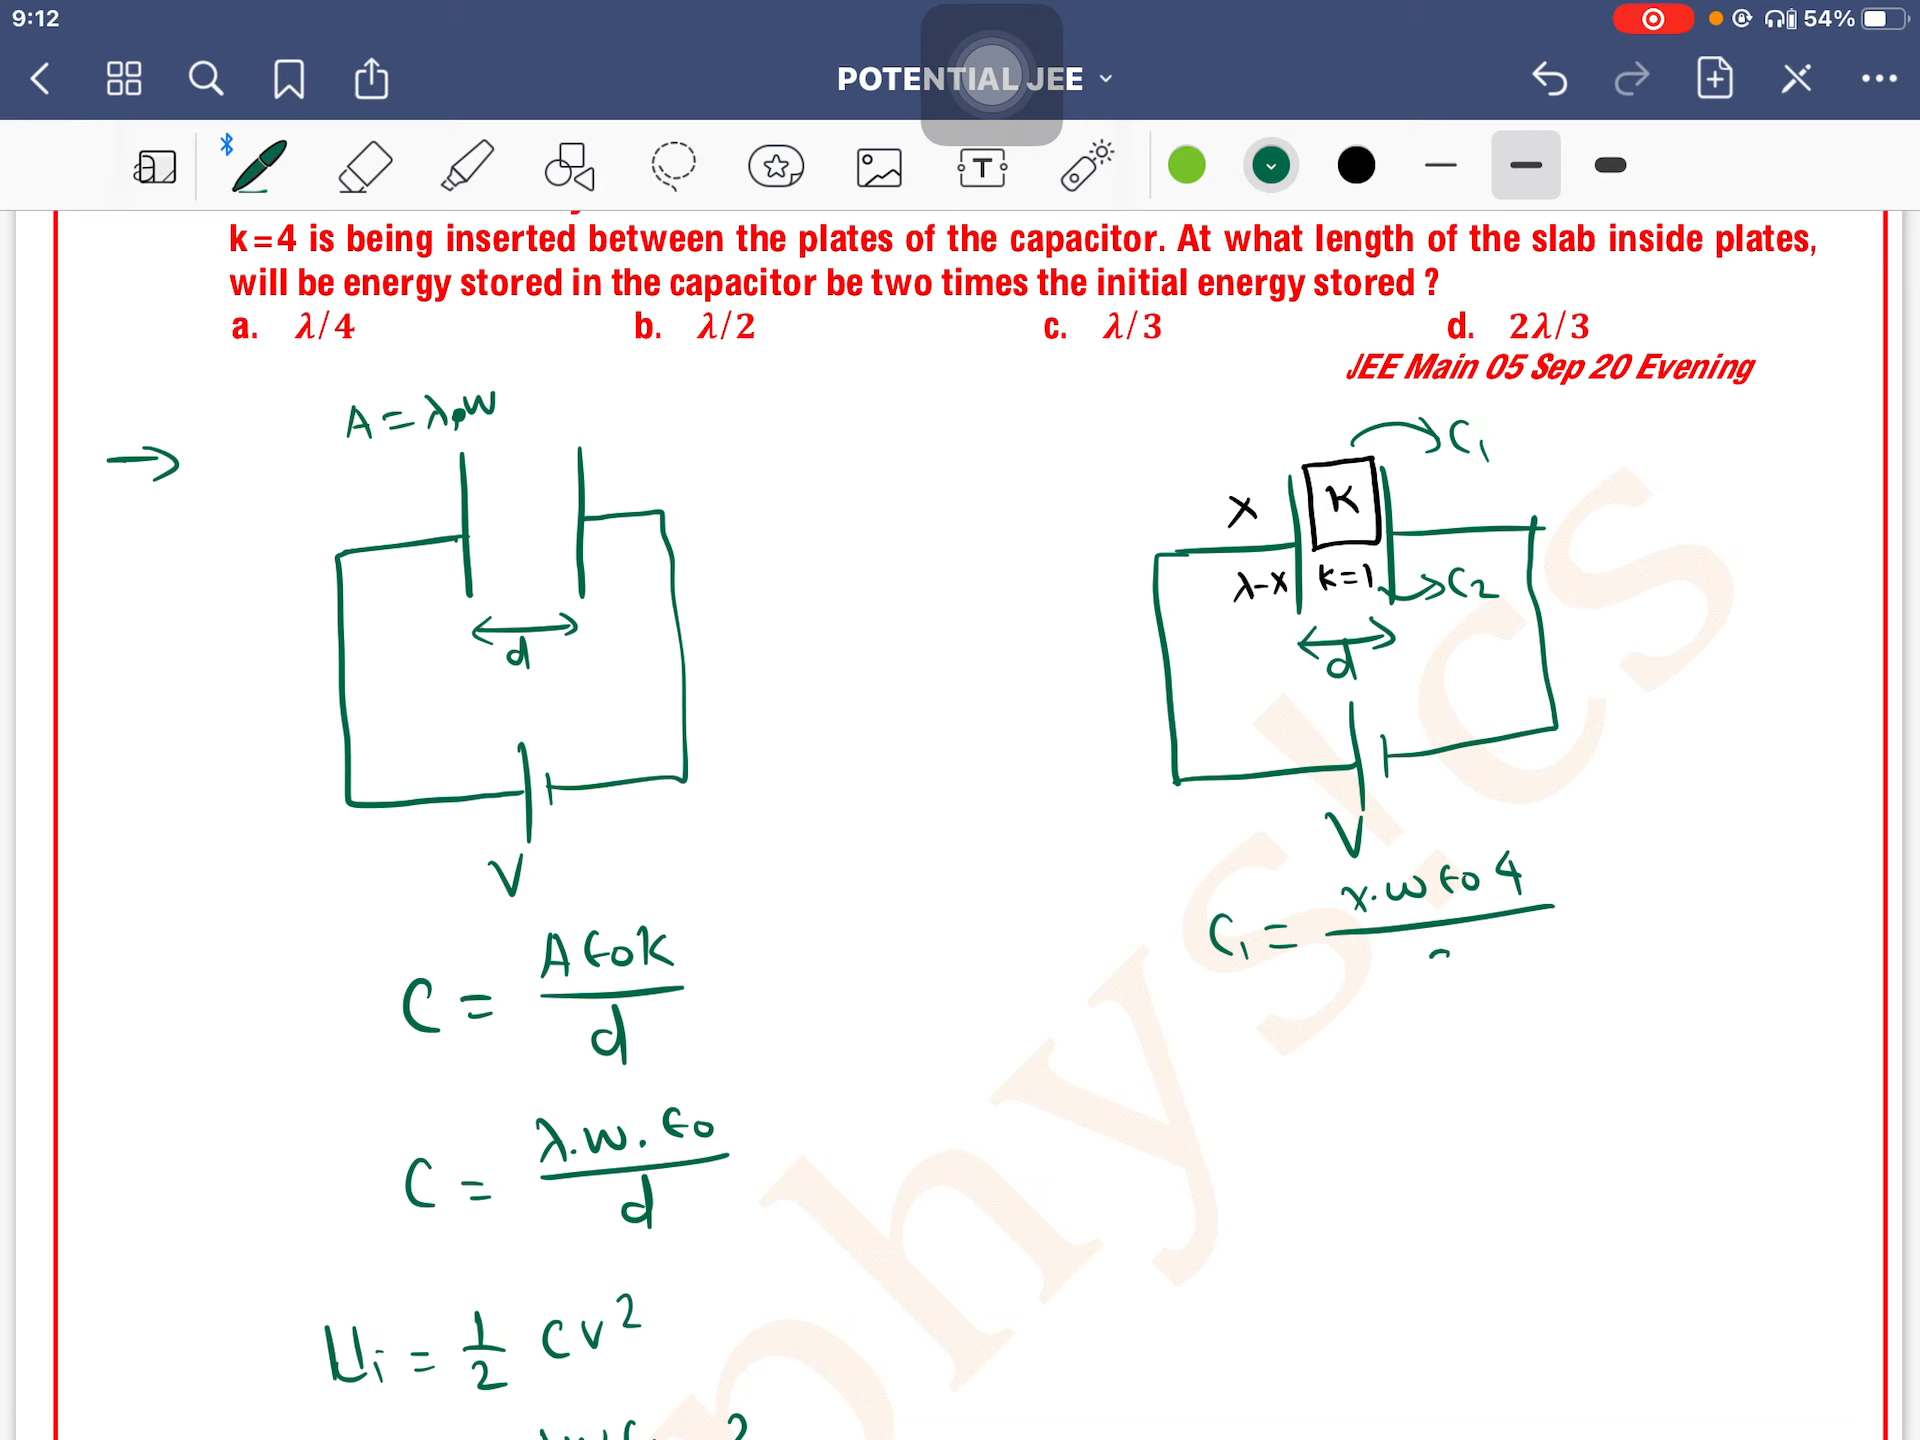 9:12
54%
POTENTIAL JEE
k=4 is being inserted between the plates of the capacitor. At what length of the slab inside plates,
will be energy stored in the capacitor be two times the initial energy stored ?
a. λ/4 b. λ/2 c. λ/3 d. 2λ/3
JEE Main 05 Sep 20 Evening
A = λ.w
d
V
C = A ϵ0 K / d
C = λ.w.ϵ0 / d
Ui = 1/2 CV²
C1
x
K
λ-x
k=1
C2
d
V
C1 = x.w ϵ0 4
physics